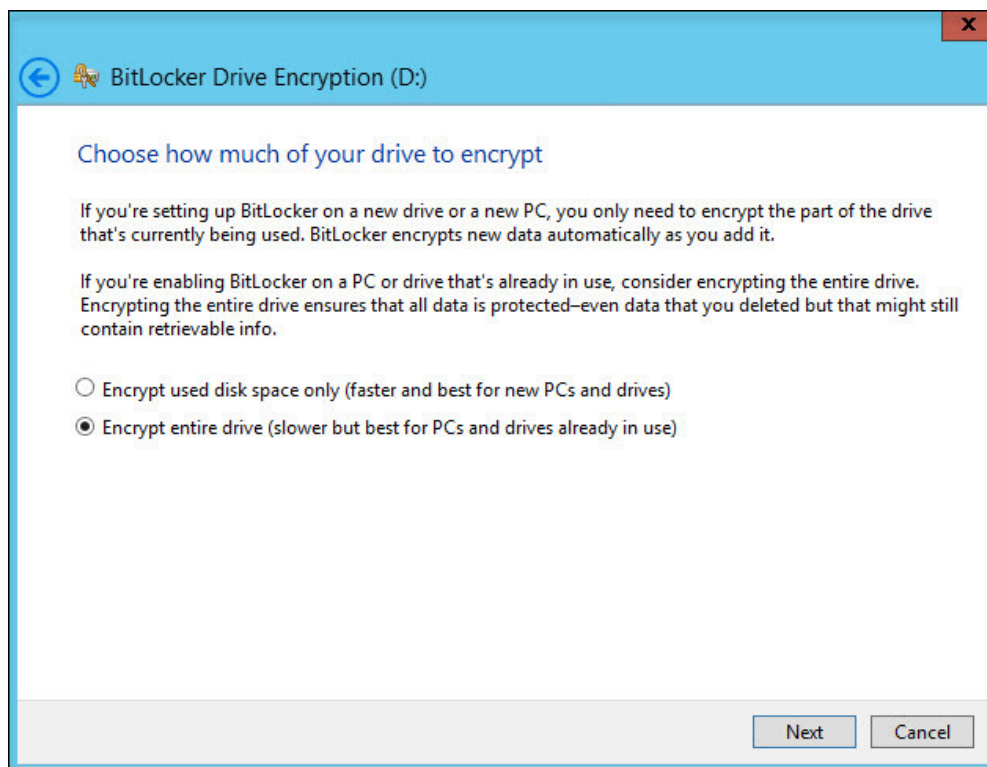 x
BitLocker Drive Encryption (D:)
Choose how much of your drive to encrypt
If you're setting up BitLocker on a new drive or a new PC, you only need to encrypt the part of the drive
that's currently being used. BitLocker encrypts new data automatically as you add it.
If you're enabling BitLocker on a PC or drive that's already in use, consider encrypting the entire drive.
Encrypting the entire drive ensures that all data is protected–even data that you deleted but that might still
contain retrievable info.
Encrypt used disk space only (faster and best for new PCs and drives)
Encrypt entire drive (slower but best for PCs and drives already in use)
Next Cancel